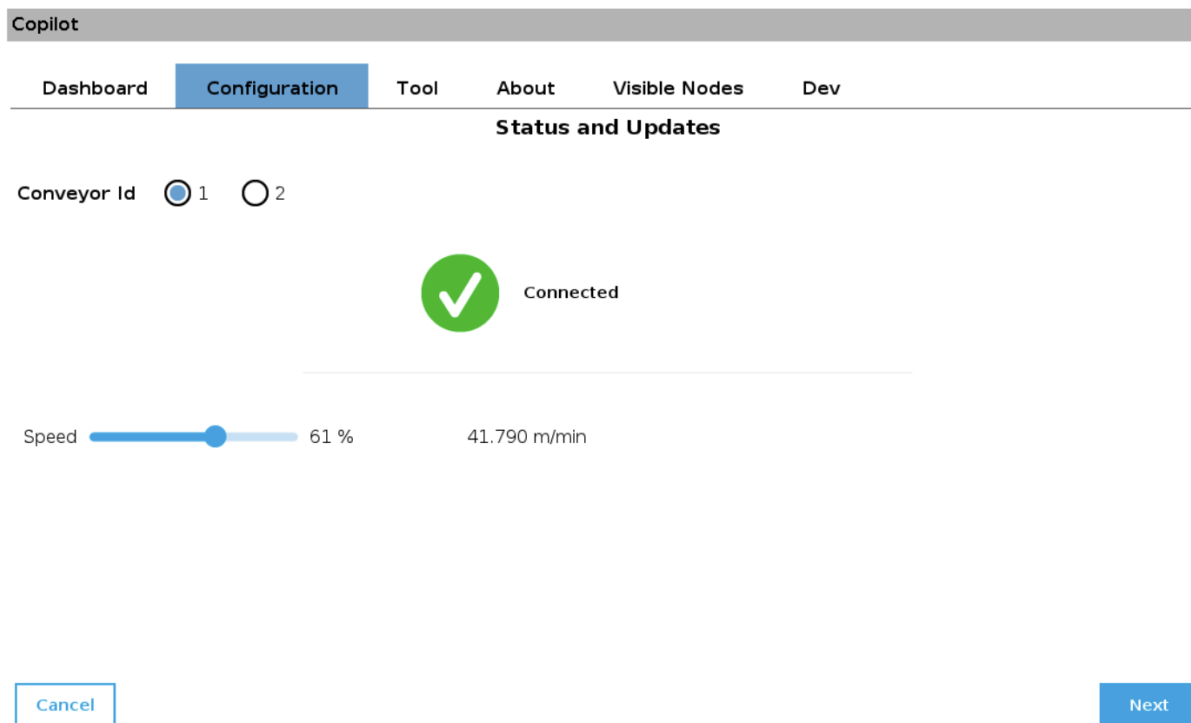 Copilot
Dashboard Configuration Tool About Visible Nodes Dev
Status and Updates
Conveyor Id 1 2
Connected
Speed 61 % 41.790 m/min
Cancel Next